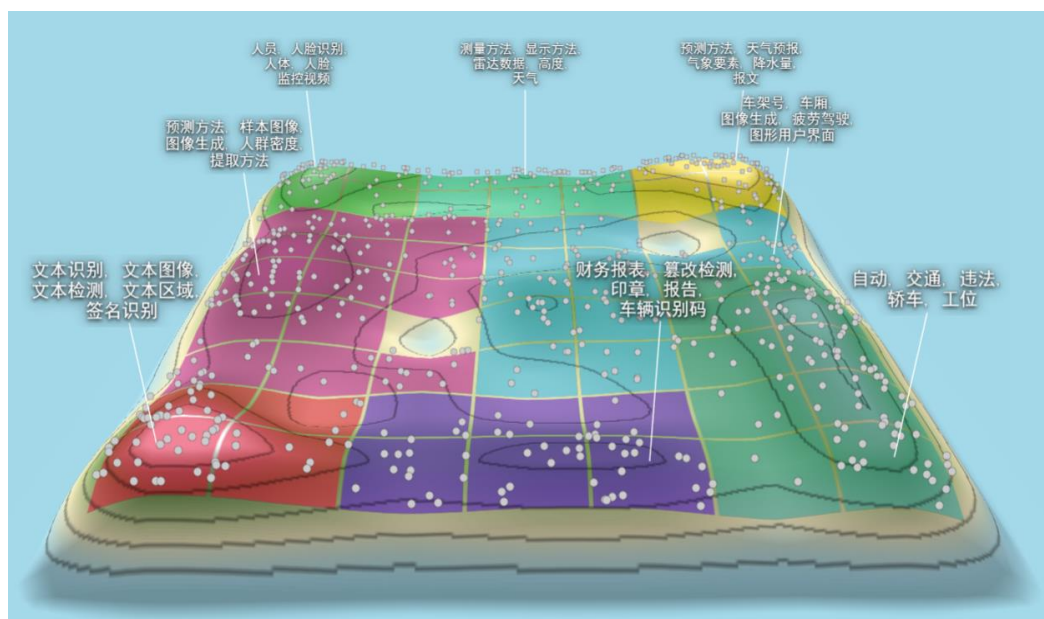 人员, 人脸识别,
人体, 人脸,
监控视频
测量方法, 显示方法,
雷达数据, 高度,
天气
预测方法, 天气预报,
气象要素, 降水量,
报文
车架号, 车厢,
图像生成, 疲劳驾驶,
图形用户界面
预测方法, 样本图像,
图像生成, 人群密度,
提取方法
文本识别, 文本图像,
文本检测, 文本区域,
签名识别
财务报表, 篡改检测,
印章, 报告,
车辆识别码
自动, 交通, 违法,
轿车, 工位